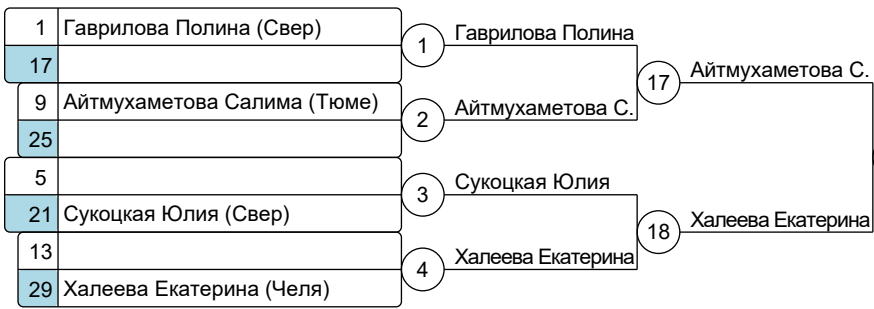 1 Гаврилова Полина (Свер)
17
9 Айтмухаметова Салима (Тюме)
25
5
21 Сукоцкая Юлия (Свер)
13
29 Халеева Екатерина (Челя)
1 Гаврилова Полина
2 Айтмухаметова С.
3 Сукоцкая Юлия
4 Халеева Екатерина
17 Айтмухаметова С.
18 Халеева Екатерина